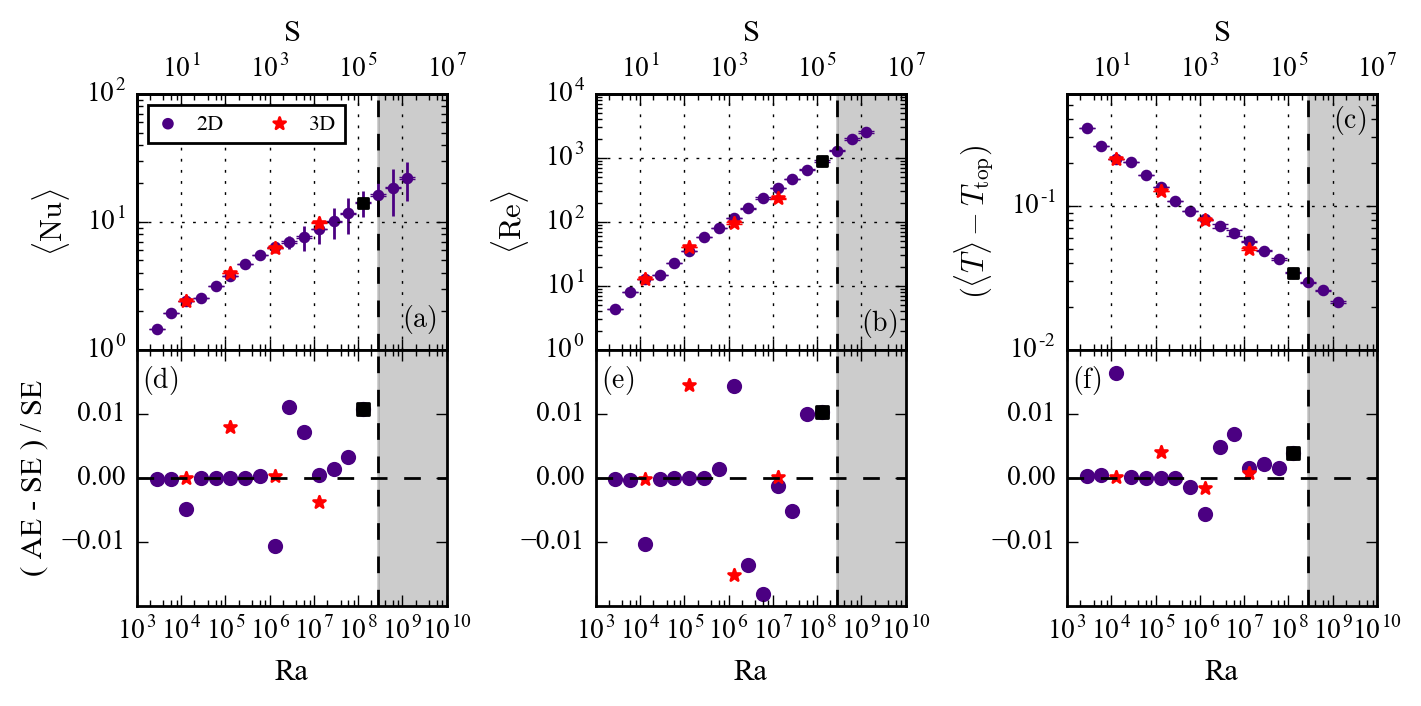 S S S
10^1 10^3 10^5 10^7 10^1 10^3 10^5 10^7 10^1 10^3 10^5 10^7
10^2 10^4
2D 3D (c)
10^3
⟨Nu⟩ 10^1 ⟨Re⟩ 10^2 (⟨T⟩ − T_top) 10^-1
10^1
(a) (b)
10^0 10^0 10^-2
(d) (e) (f)
0.01 0.01 0.01
( AE - SE ) / SE 0.00 0.00 0.00
−0.01 −0.01 −0.01
10^3 10^4 10^5 10^6 10^7 10^8 10^9 10^10 10^3 10^4 10^5 10^6 10^7 10^8 10^9 10^10 10^3 10^4 10^5 10^6 10^7 10^8 10^9 10^10
Ra Ra Ra